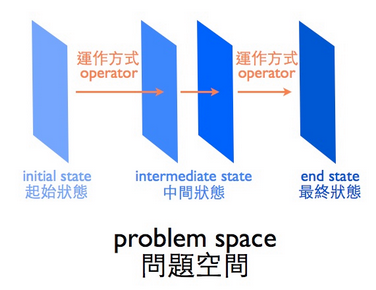 運作方式
operator
運作方式
operator
initial state
起始狀態
intermediate state
中間狀態
end state
最終狀態
problem space
問題空間